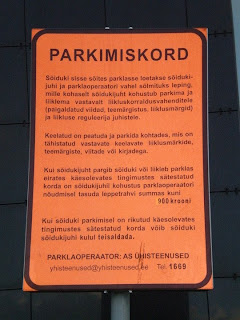 PARKIMISKORD
Sõiduki sisse sõites parklasse loetakse sõiduki-
juhi ja parklaoperaatori vahel sõlmituks leping,
mille kohaselt sõidukijuht kohustub parkima ja
liiklema vastavalt liikluskorraldusvahenditele
(paigaldatud viidad, teemärgistus, liiklusmärgid)
ja liikluse reguleerija juhistele.
Keelatud on peatuda ja parkida kohtades, mis on
tähistatud vastavate keelavate liiklusmärkide,
teemärgiste, viitade või kirjadega.
Kui sõidukijuht pargib sõiduki või liikleb parklas
eirates käesolevates tingimustes sätestatud
korda on sõidukijuht kohustus parklaoperaatori
nõudmisel tasuda leppetrahvi summas kuni
900 krooni
Kui sõiduki parkimisel on rikutud käesolevates
tingimustes sätestatud korda võib sõiduki
sõidukijuhi kulul teisaldada.
PARKLAOPERAATOR: AS ÜHISTEENUSED
yhisteenused@yhisteenused.ee Tel. 1669